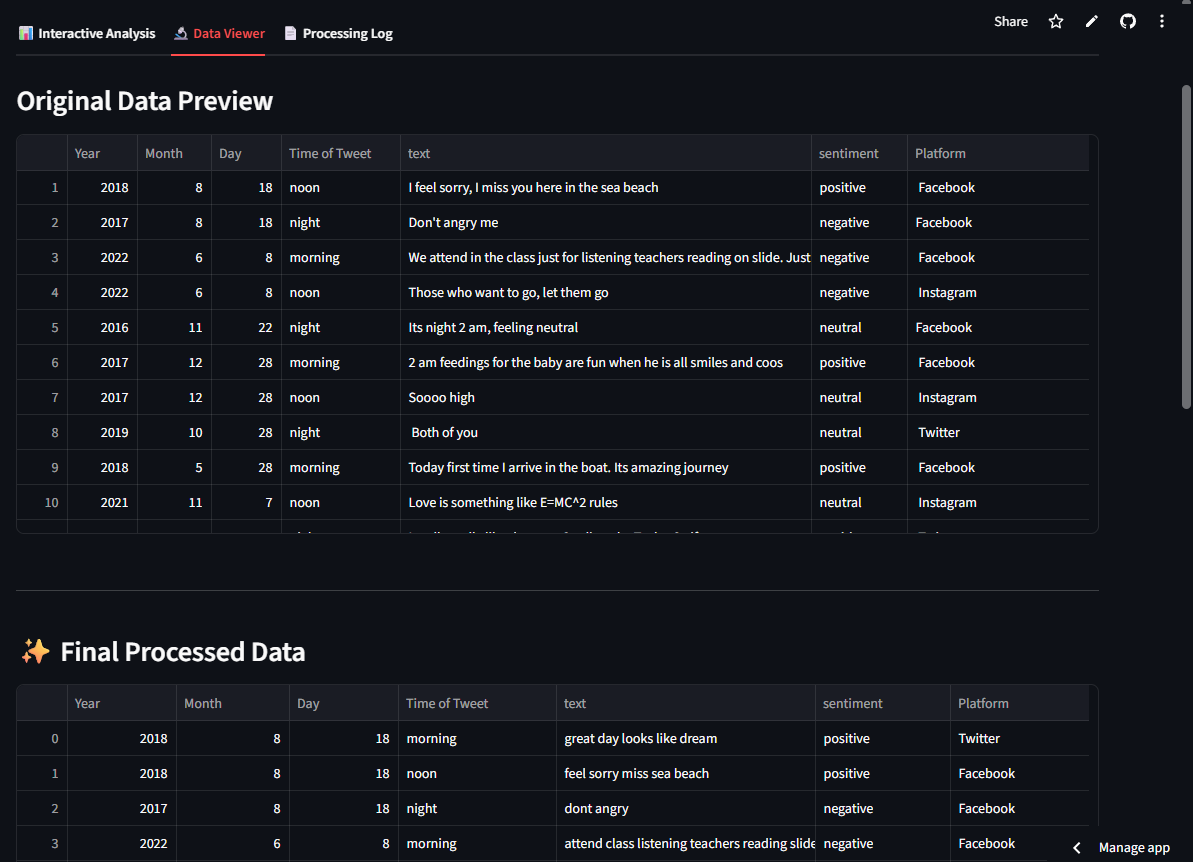 Interactive Analysis Data Viewer Processing Log Share
Original Data Preview
Year Month Day Time of Tweet text sentiment Platform
1 2018 8 18 noon I feel sorry, I miss you here in the sea beach positive Facebook
2 2017 8 18 night Don't angry me negative Facebook
3 2022 6 8 morning We attend in the class just for listening teachers reading on slide. Just negative Facebook
4 2022 6 8 noon Those who want to go, let them go negative Instagram
5 2016 11 22 night Its night 2 am, feeling neutral neutral Facebook
6 2017 12 28 morning 2 am feedings for the baby are fun when he is all smiles and coos positive Facebook
7 2017 12 28 noon Soooo high neutral Instagram
8 2019 10 28 night Both of you neutral Twitter
9 2018 5 28 morning Today first time I arrive in the boat. Its amazing journey positive Facebook
10 2021 11 7 noon Love is something like E=MC^2 rules neutral Instagram
Final Processed Data
Year Month Day Time of Tweet text sentiment Platform
0 2018 8 18 morning great day looks like dream positive Twitter
1 2018 8 18 noon feel sorry miss sea beach positive Facebook
2 2017 8 18 night dont angry negative Facebook
3 2022 6 8 morning attend class listening teachers reading slide negative Facebook
Manage app